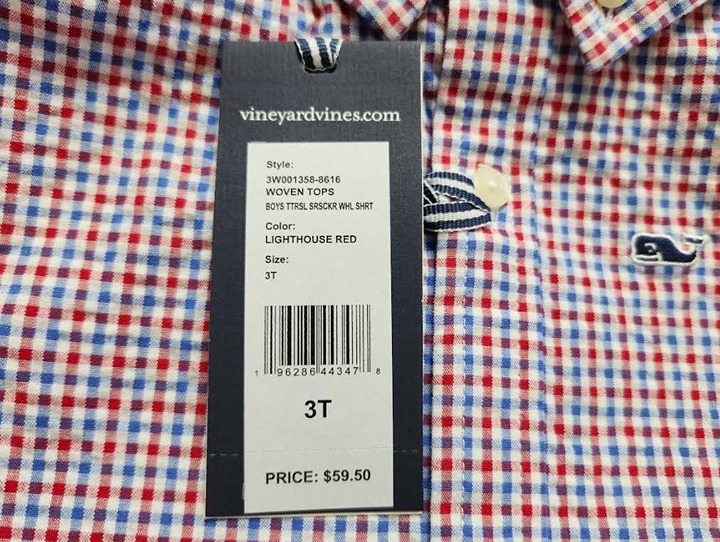 vineyardvines.com
Style:
3W001358-8616
WOVEN TOPS
BOYS TTRSL SRSCKR WHL SHRT
Color:
LIGHTHOUSE RED
Size:
3T
1 96286 44347 8
3T
PRICE: $59.50